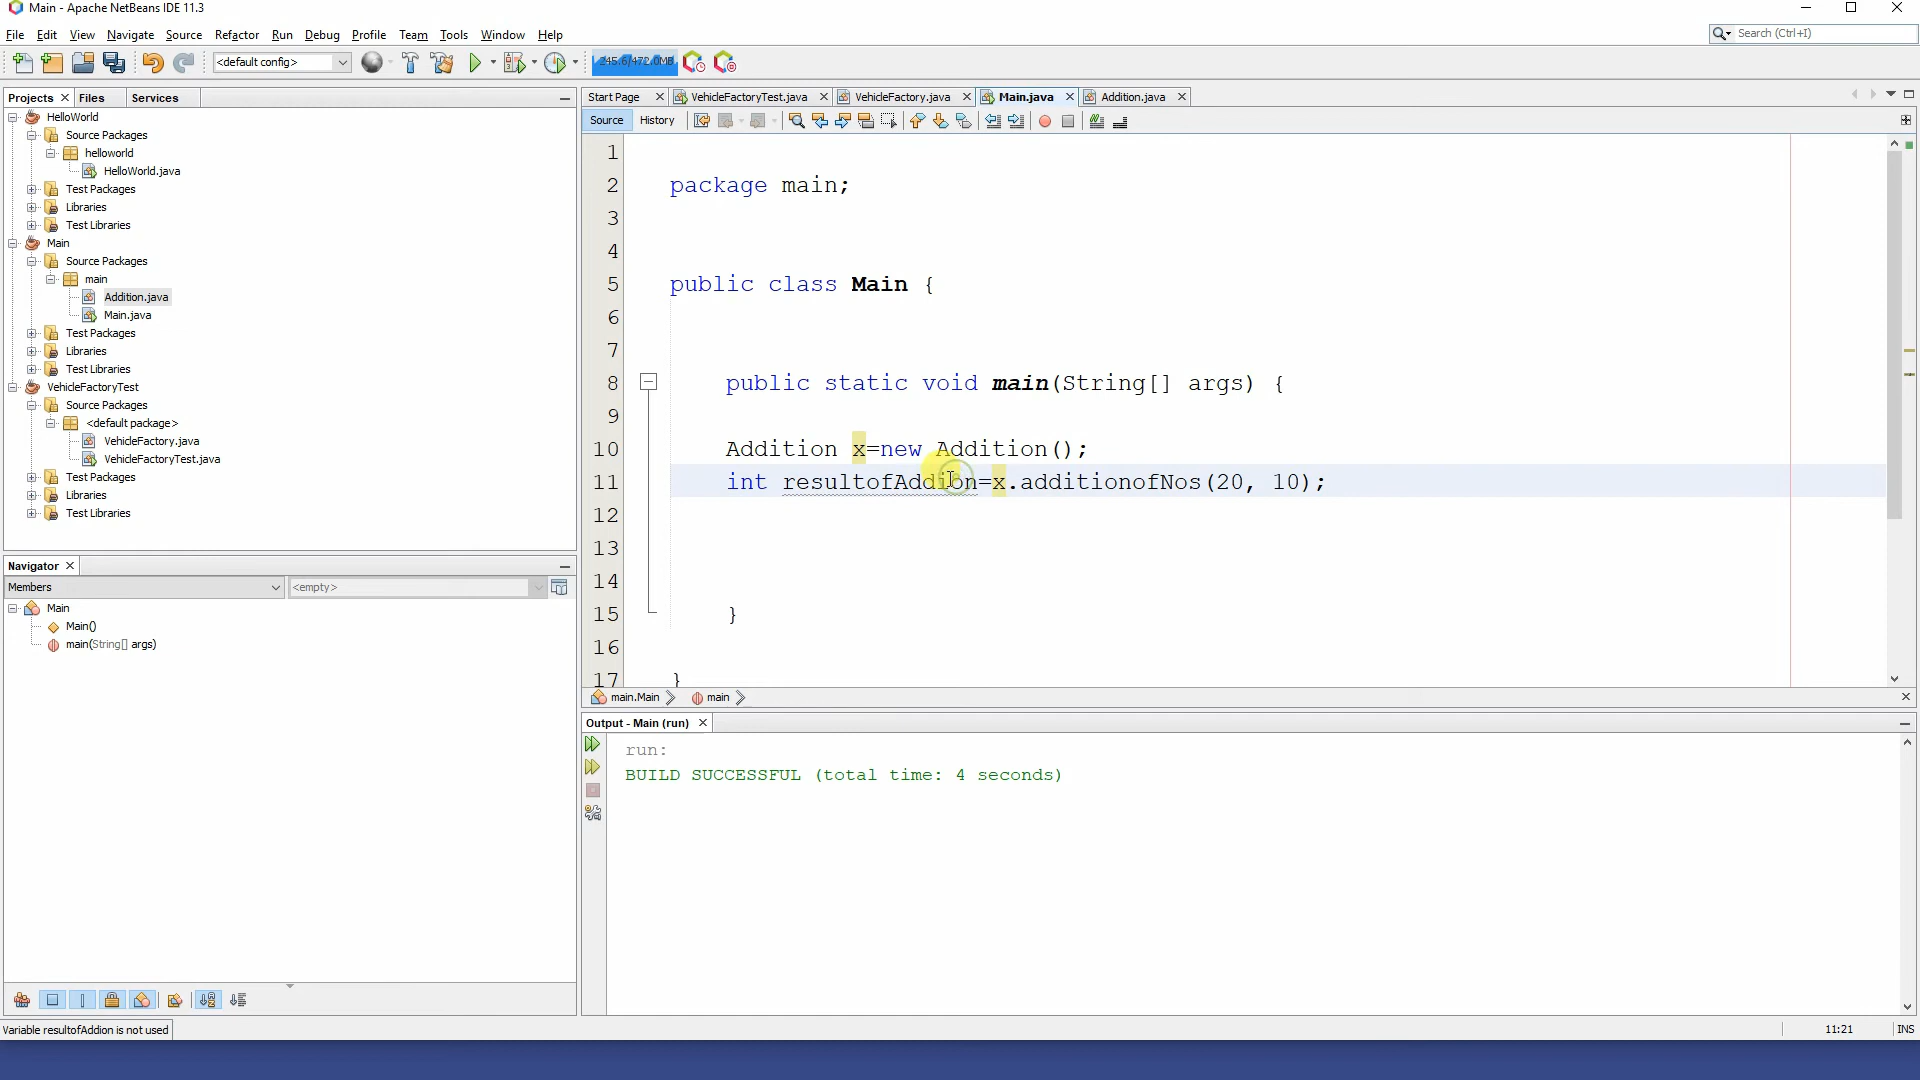 Main - Apache NetBeans IDE 11.3
File Edit View Navigate Source Refactor Run Debug Profile Team Tools Window Help
Search (Ctrl+I)
<default config>
245.6/472.0MB
Projects Files Services
HelloWorld
Source Packages
helloworld
HelloWorld.java
Test Packages
Libraries
Test Libraries
Main
Source Packages
main
Addition.java
Main.java
Test Packages
Libraries
Test Libraries
VehicleFactoryTest
Source Packages
<default package>
VehicleFactory.java
VehicleFactoryTest.java
Test Packages
Libraries
Test Libraries
Navigator
Members <empty>
Main
Main()
main(String[] args)
Start Page VehicleFactoryTest.java VehicleFactory.java Main.java Addition.java
Source History
1
2 package main;
3
4
5 public class Main {
6
7
8 public static void main(String[] args) {
9
10 Addition x=new Addition();
11 int resultofAddion=x.additionofNos(20, 10);
12
13
14
15 }
16
17 }
main.Main main
Output - Main (run)
run:
BUILD SUCCESSFUL (total time: 4 seconds)
Variable resultofAddion is not used
11:21 INS